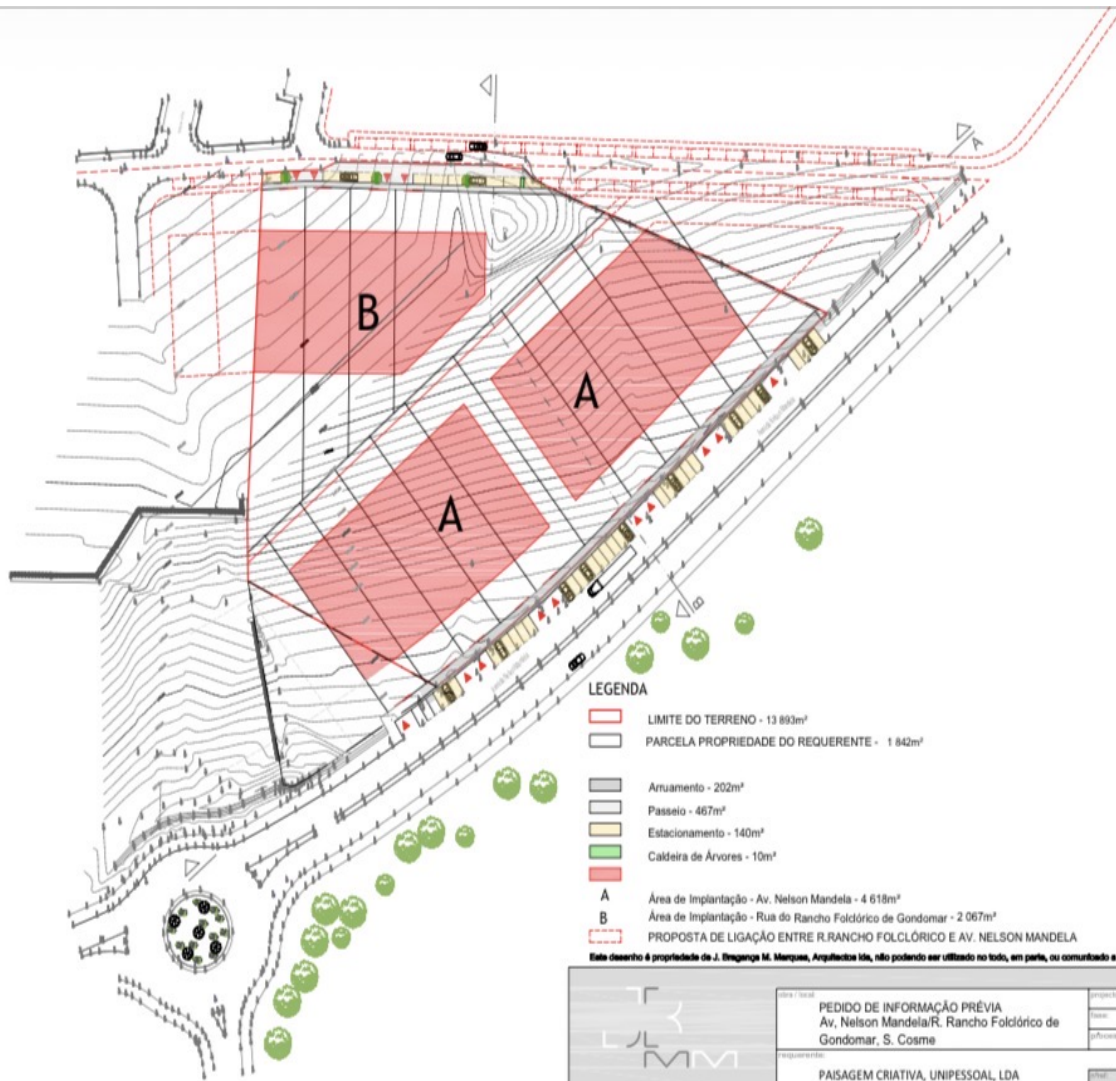 A
B
A
A
B
LEGENDA
LIMITE DO TERRENO - 13 893m²
PARCELA PROPRIEDADE DO REQUERENTE - 1 842m²
Arruamento - 202m²
Passeio - 467m²
Estacionamento - 140m²
Caldeira de Árvores - 10m²
A Área de Implantação - Av. Nelson Mandela - 4 618m²
B Área de Implantação - Rua do Rancho Folclórico de Gondomar - 2 067m²
PROPOSTA DE LIGAÇÃO ENTRE R.RANCHO FOLCLÓRICO E AV. NELSON MANDELA
Este desenho é propriedade de J. Bragança M. Marques, Arquitectos lda, não podendo ser utilizado no todo, em parte, ou comunicado a
obra / local
PEDIDO DE INFORMAÇÃO PRÉVIA
Av, Nelson Mandela/R. Rancho Folclórico de
Gondomar, S. Cosme
requerente:
PAISAGEM CRIATIVA, UNIPESSOAL, LDA